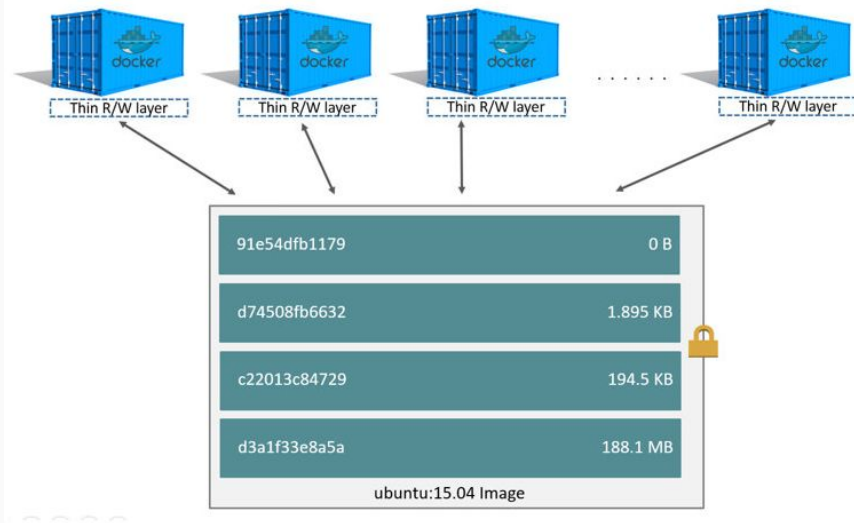 docker docker docker docker
. . . . . .
Thin R/W layer Thin R/W layer Thin R/W layer Thin R/W layer
91e54dfb1179 0 B
d74508fb6632 1.895 KB
c22013c84729 194.5 KB
d3a1f33e8a5a 188.1 MB
ubuntu:15.04 Image